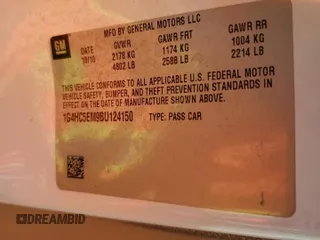 MFD BY GENERAL MOTORS LLC
GM
DATE GVWR GAWR FRT GAWR RR
10/10 2178 KG 1174 KG 1004 KG
4802 LB 2588 LB 2214 LB
THIS VEHICLE CONFORMS TO ALL APPLICABLE U.S. FEDERAL MOTOR
VEHICLE SAFETY, BUMPER, AND THEFT PREVENTION STANDARDS IN
EFFECT ON THE DATE OF MANUFACTURE SHOWN ABOVE.
1G4HC5EM9BU124150 TYPE: PASS CAR
DREAMBID